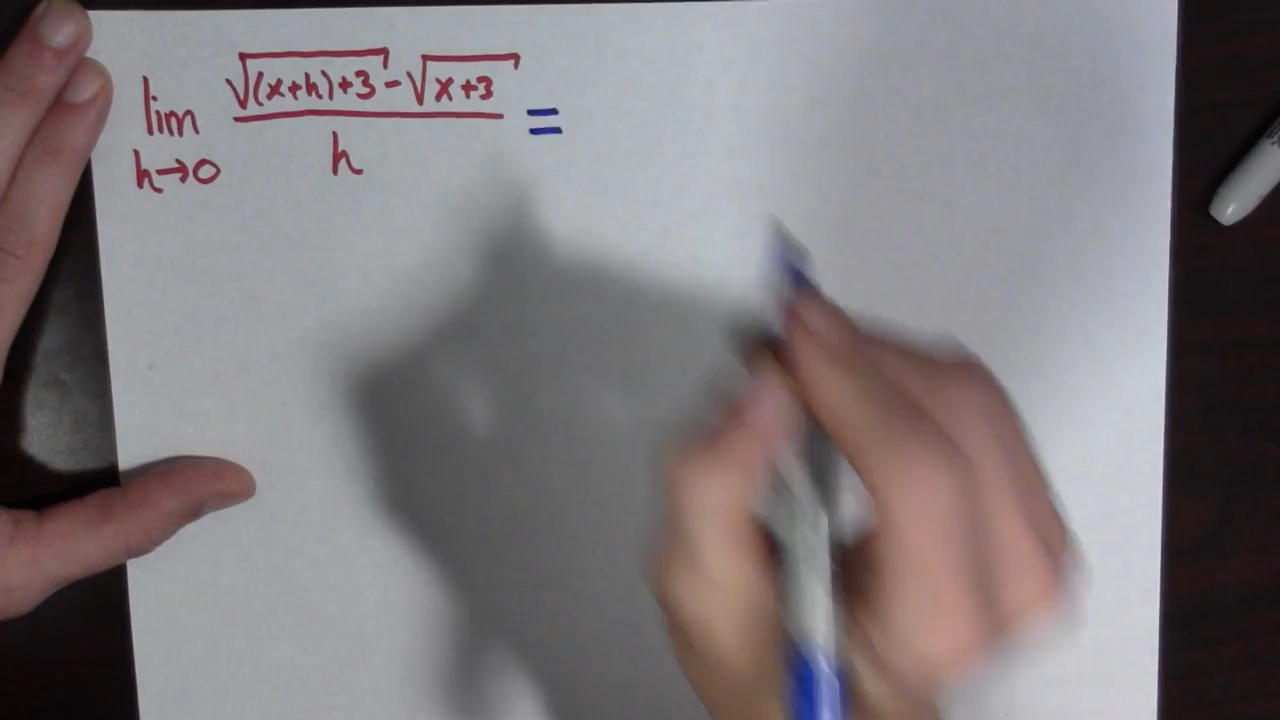 lim h→0 (√((x+h)+3) - √(x+3)) / h =